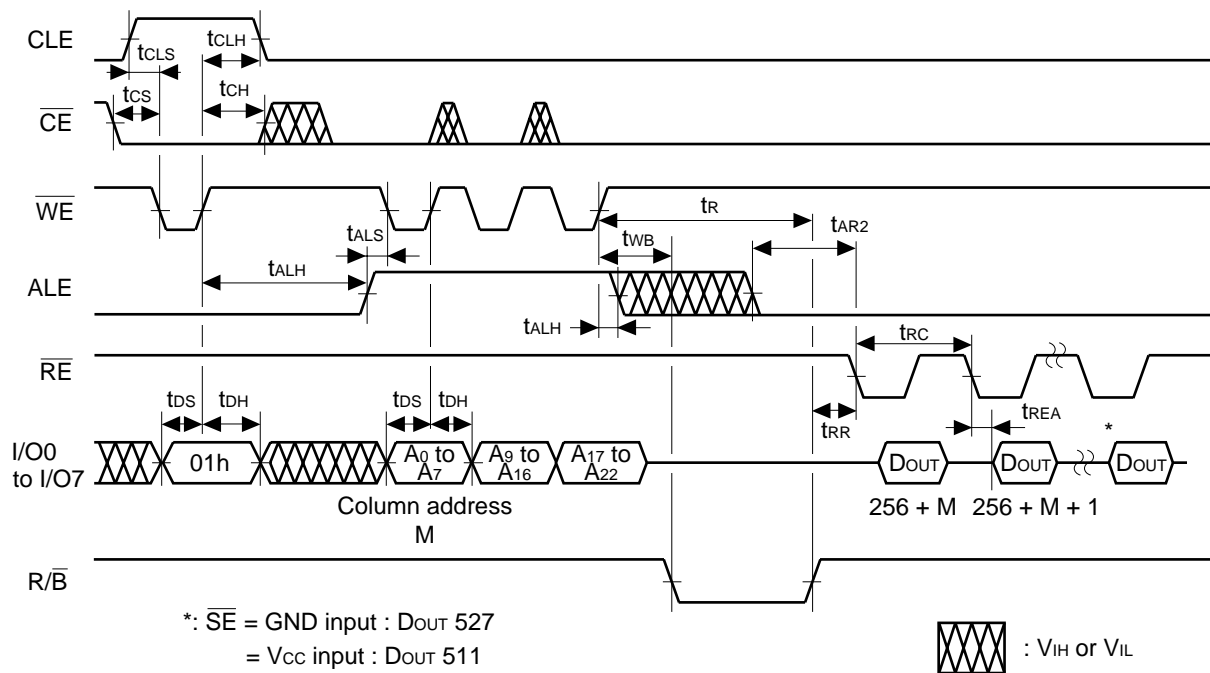 CLE
tCLS
tCLH
tCS
tCH
CE
WE
tR
tALS
tWB
tAR2
tALH
ALE
tALH
tRC
RE
tDS
tDH
tDS
tDH
tRR
tREA
*
I/O0
to I/O7
01h
A0 to
A7
A9 to
A16
A17 to
A22
DOUT
DOUT
DOUT
Column address
M
256 + M
256 + M + 1
R/B
*: SE = GND input : DOUT 527
= VCC input : DOUT 511
: VIH or VIL